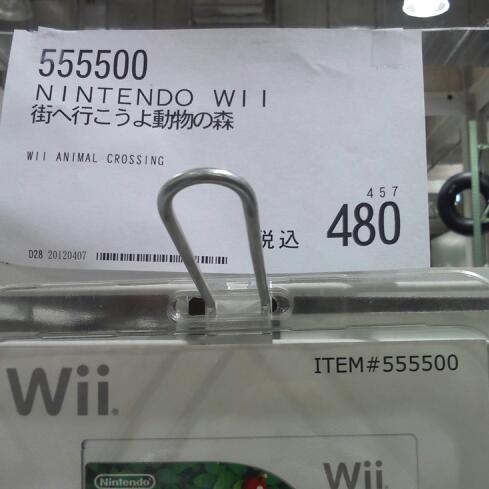 555500
NINTENDO WII
街へ行こうよ動物の森
WII ANIMAL CROSSING
457
税込 480
D28 20120407
Wii
ITEM#555500
Nintendo
Wii